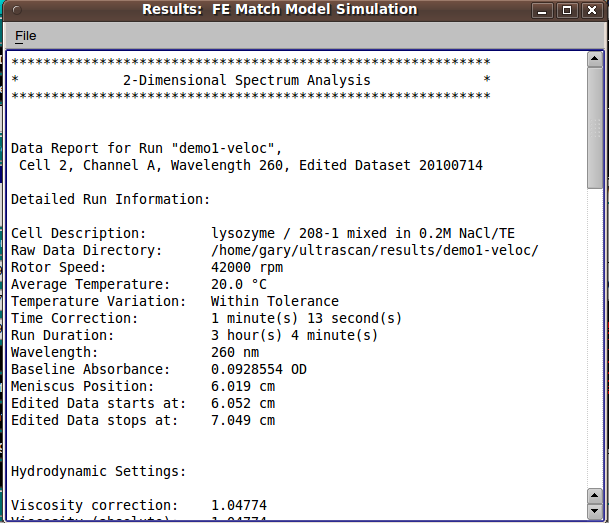 Results: FE Match Model Simulation
File
*************************************************************
* 2-Dimensional Spectrum Analysis *
*************************************************************
Data Report for Run "demo1-veloc",
Cell 2, Channel A, Wavelength 260, Edited Dataset 20100714
Detailed Run Information:
Cell Description: lysozyme / 208-1 mixed in 0.2M NaCl/TE
Raw Data Directory: /home/gary/ultrascan/results/demo1-veloc/
Rotor Speed: 42000 rpm
Average Temperature: 20.0 °C
Temperature Variation: Within Tolerance
Time Correction: 1 minute(s) 13 second(s)
Run Duration: 3 hour(s) 4 minute(s)
Wavelength: 260 nm
Baseline Absorbance: 0.0928554 OD
Meniscus Position: 6.019 cm
Edited Data starts at: 6.052 cm
Edited Data stops at: 7.049 cm
Hydrodynamic Settings:
Viscosity correction: 1.04774
Viscosity (absolute): 1.04774